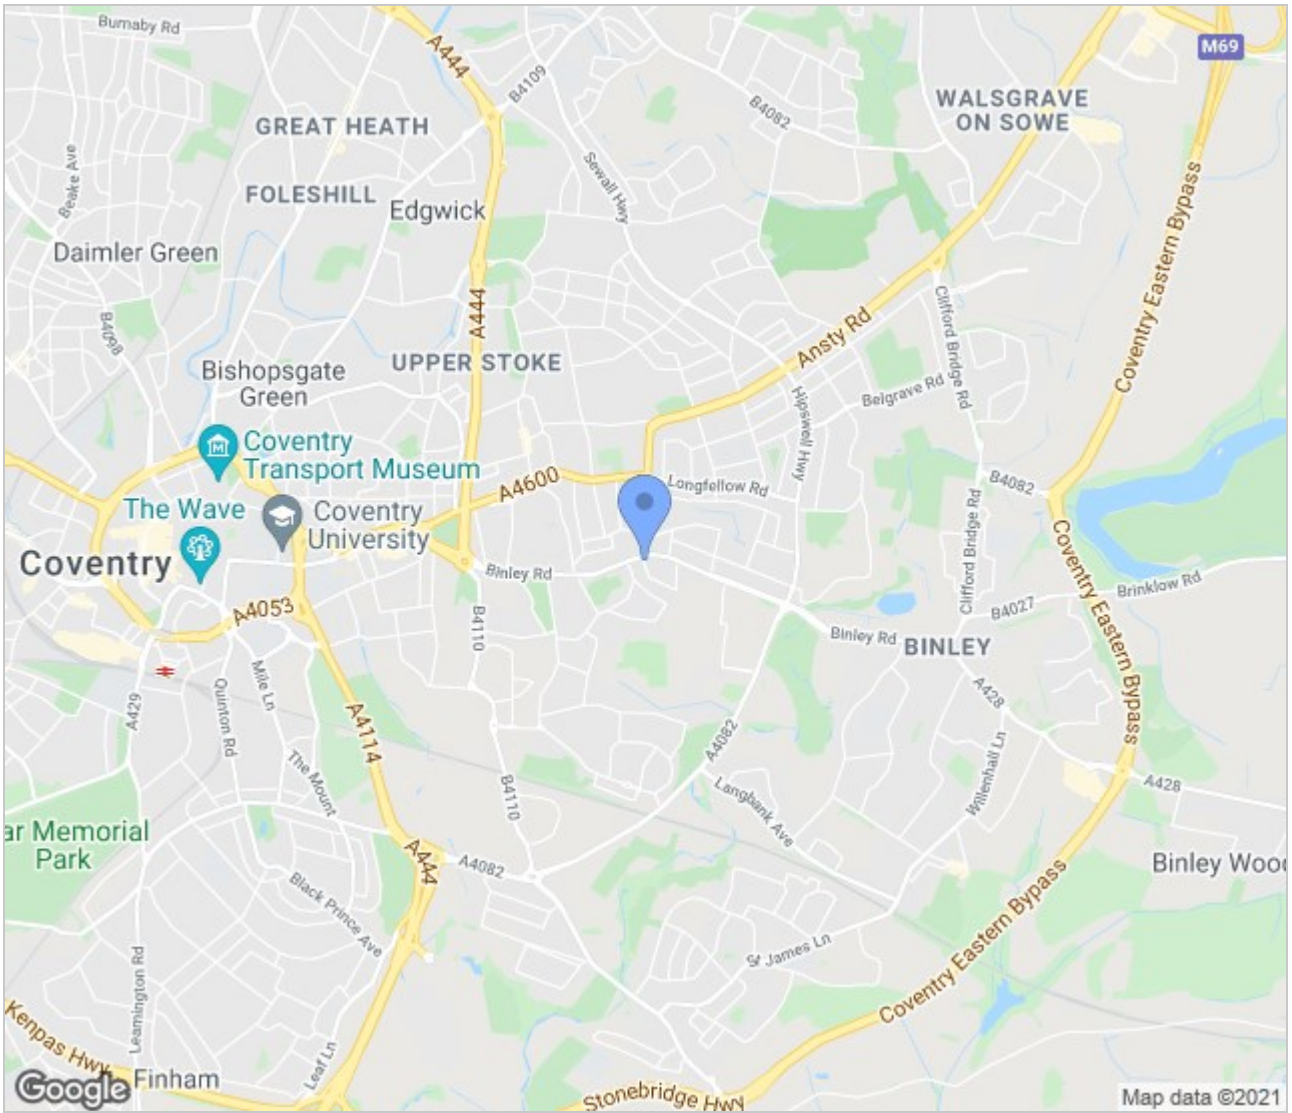 Burnaby Rd
A444
B4109
M69
B4082
WALSGRAVE
ON SOWE
GREAT HEATH
Beake Ave
Sewall Hwy
FOLESHILL
Edgwick
Daimler Green
Coventry Eastern Bypass
A444
B4098
Clifford Bridge Rd
Ansty Rd
UPPER STOKE
Bishopsgate
Green
Hipswell Hwy
Belgrave Rd
Coventry
Transport Museum
A4600
Longfellow Rd
B4082
The Wave
Coventry
University
Clifford Bridge Rd
Coventry
Binley Rd
Coventry Eastern Bypass
Brinklow Rd
A4053
B4110
B4027
Binley Rd
BINLEY
Mile Ln
A429
Quinton Rd
A428
A4114
A4082
Willenhall Ln
The Mount
B4110
Langbank Ave
A428
ar Memorial
Park
A444
A4082
Binley Wood
Black Prince Ave
Coventry Eastern Bypass
St James Ln
Leamington Rd
Kenpas Hwy
Leaf Ln
Finham
Stonebridge Hwy
Google
Map data ©2021